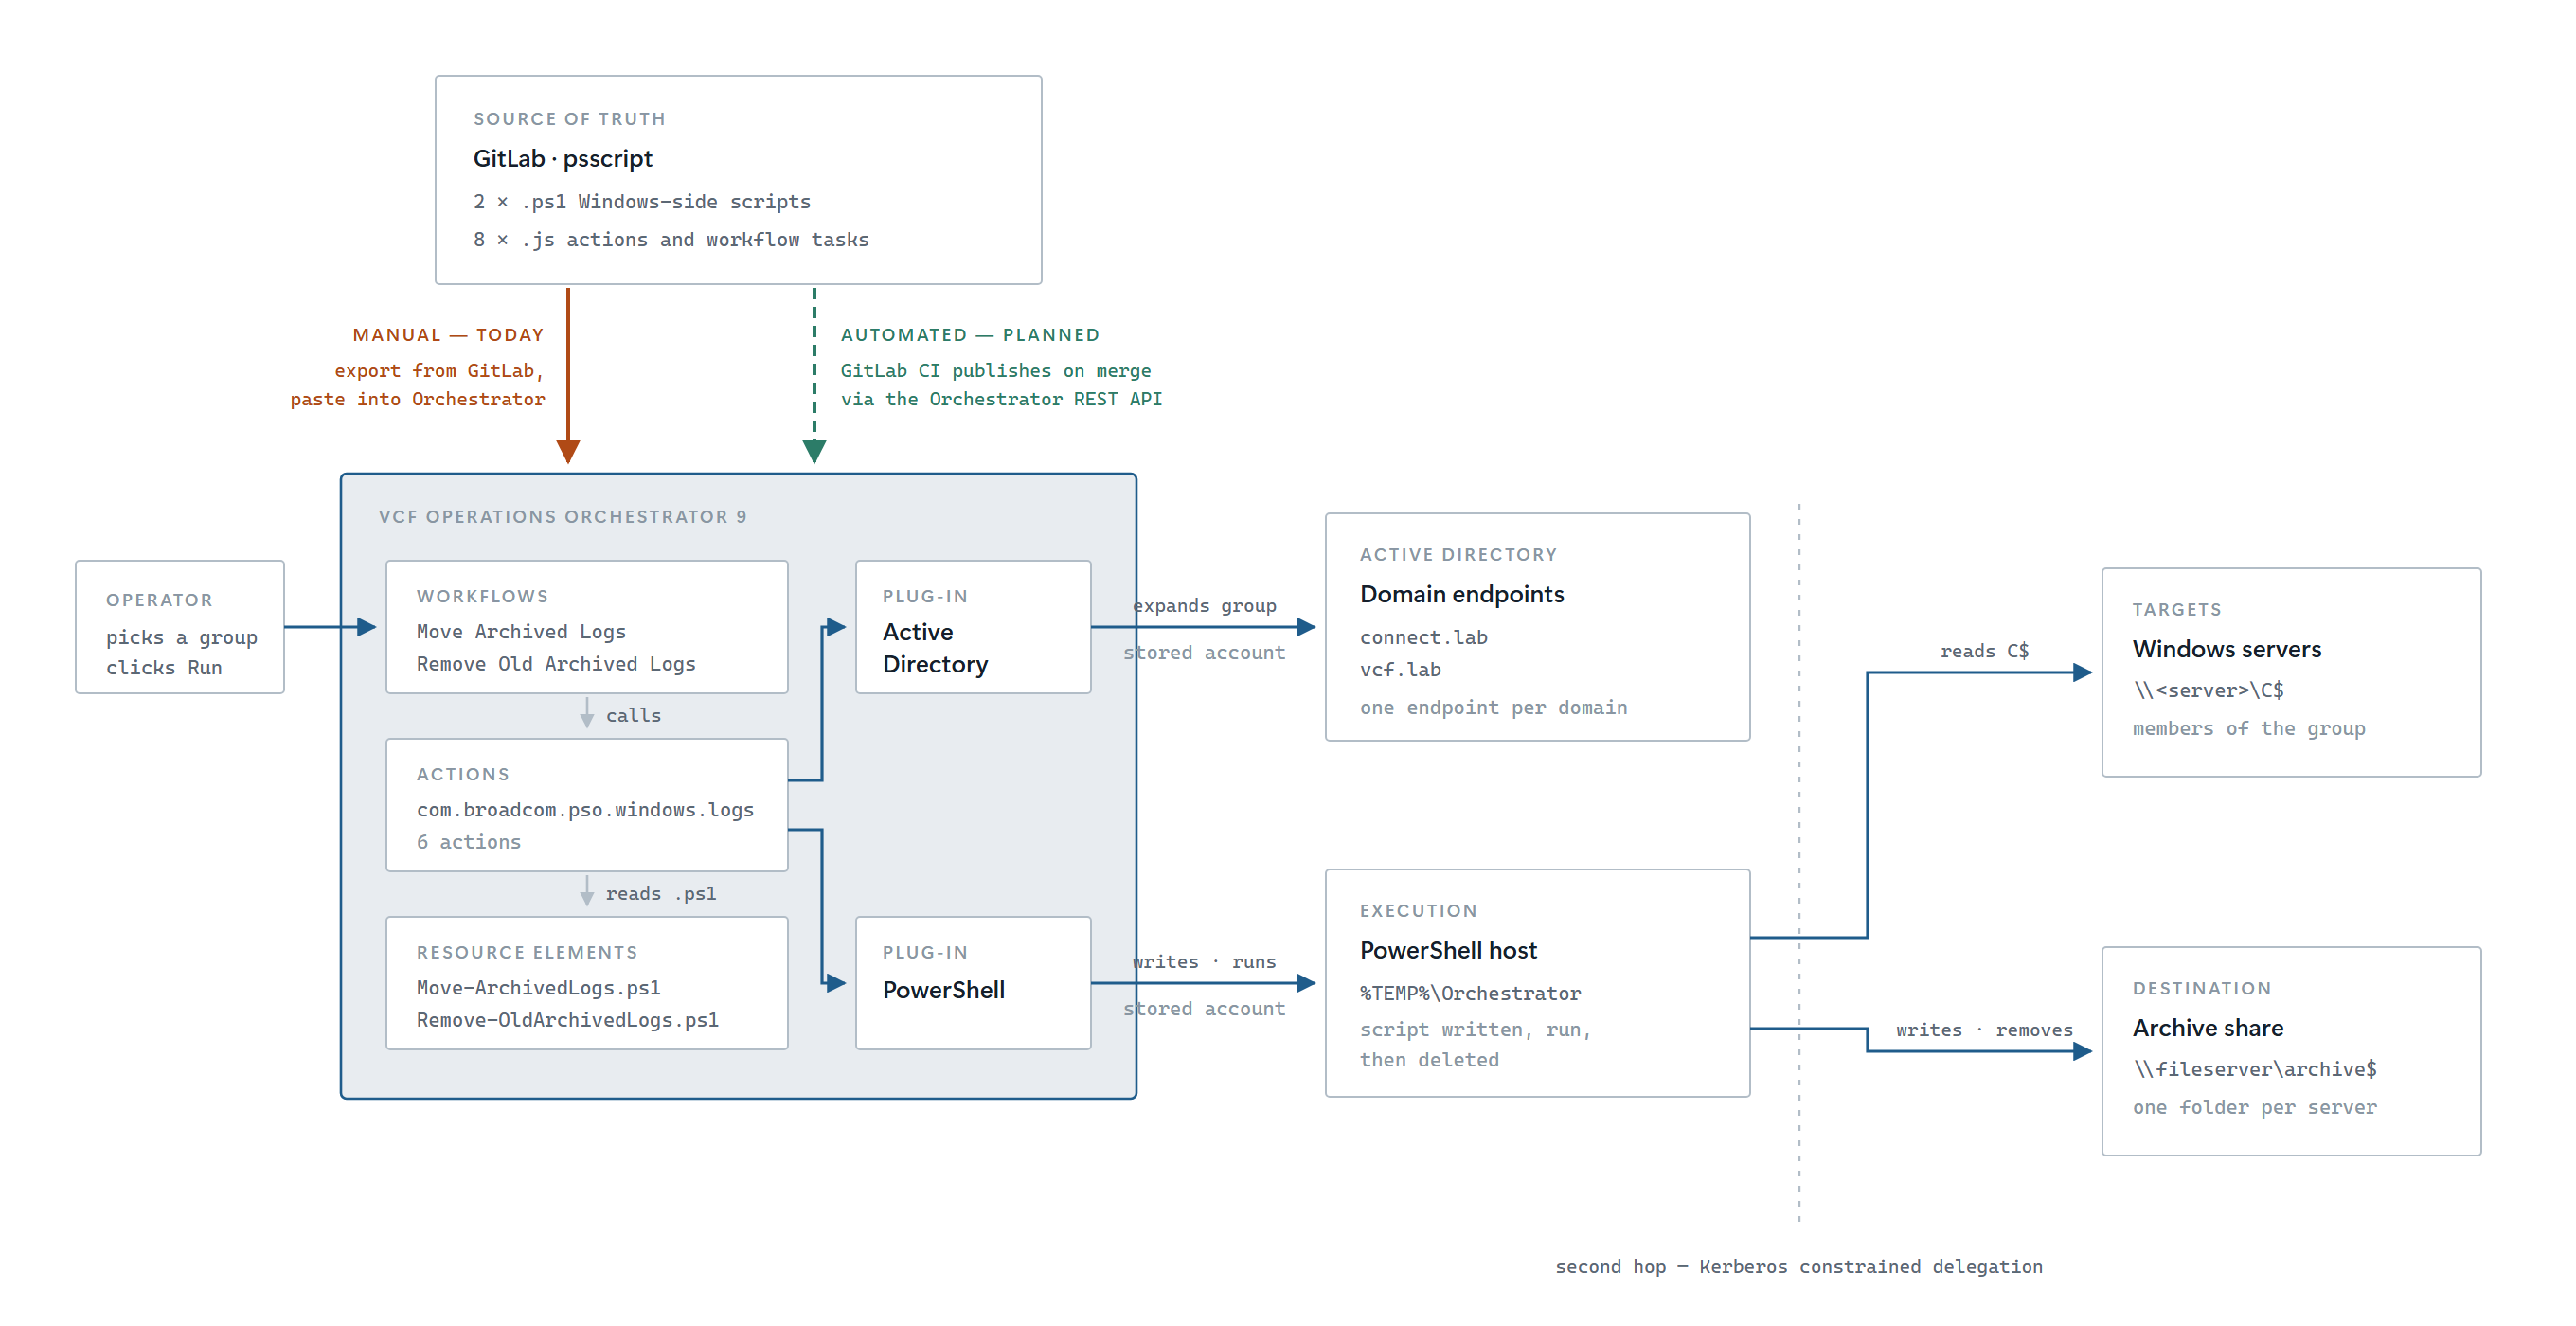 SOURCE OF TRUTH
GitLab · psscript
2 × .ps1 Windows-side scripts
8 × .js actions and workflow tasks
MANUAL — TODAY
export from GitLab,
paste into Orchestrator
AUTOMATED — PLANNED
GitLab CI publishes on merge
via the Orchestrator REST API
VCF OPERATIONS ORCHESTRATOR 9
OPERATOR
picks a group
clicks Run
WORKFLOWS
Move Archived Logs
Remove Old Archived Logs
calls
ACTIONS
com.broadcom.pso.windows.logs
6 actions
reads .ps1
RESOURCE ELEMENTS
Move-ArchivedLogs.ps1
Remove-OldArchivedLogs.ps1
PLUG-IN
Active
Directory
PLUG-IN
PowerShell
expands group
stored account
writes · runs
stored account
ACTIVE DIRECTORY
Domain endpoints
connect.lab
vcf.lab
one endpoint per domain
EXECUTION
PowerShell host
%TEMP%\Orchestrator
script written, run,
then deleted
reads C$
writes · removes
TARGETS
Windows servers
\\<server>\C$
members of the group
DESTINATION
Archive share
\\fileserver\archive$
one folder per server
second hop — Kerberos constrained delegation